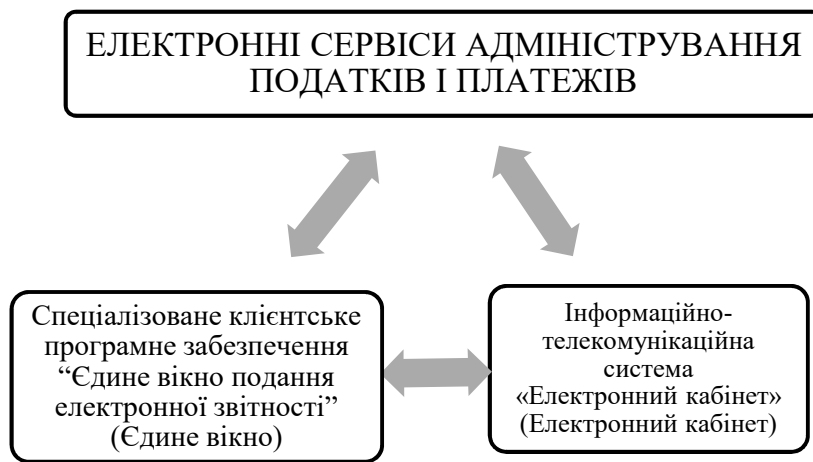 ЕЛЕКТРОННІ СЕРВІСИ АДМІНІСТРУВАННЯ
ПОДАТКІВ І ПЛАТЕЖІВ
Спеціалізоване клієнтське
програмне забезпечення
“Єдине вікно подання
електронної звітності”
(Єдине вікно)
Інформаційно-
телекомунікаційна
система
«Електронний кабінет»
(Електронний кабінет)